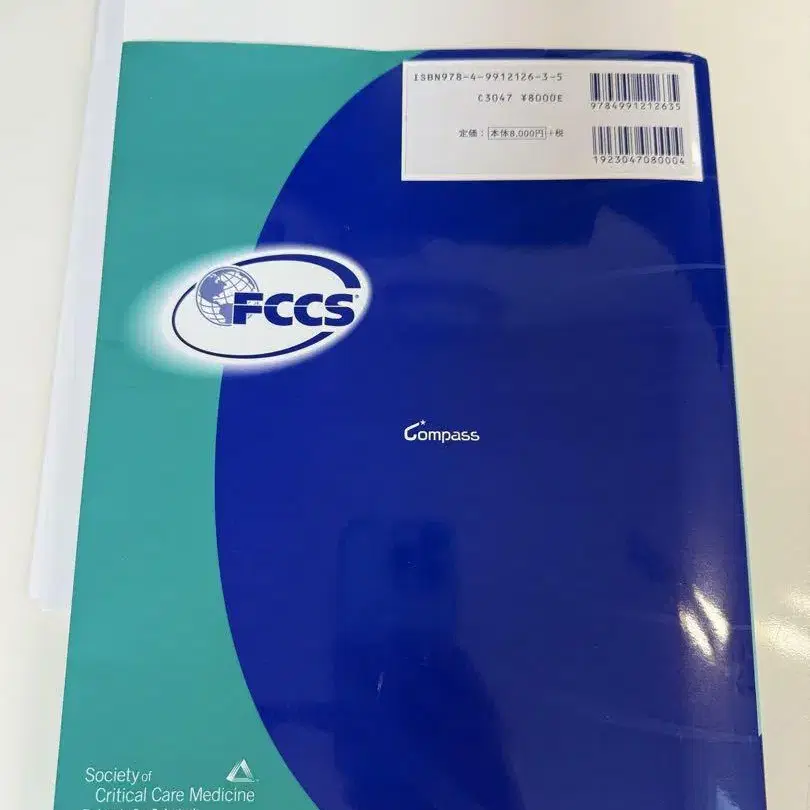 ISBN978-4-9912126-3-5
C3047 ¥8000E
定価：本体8,000円+税
9784991212635
1923047080004
FCCS®
Compass
Society of
Critical Care Medicine